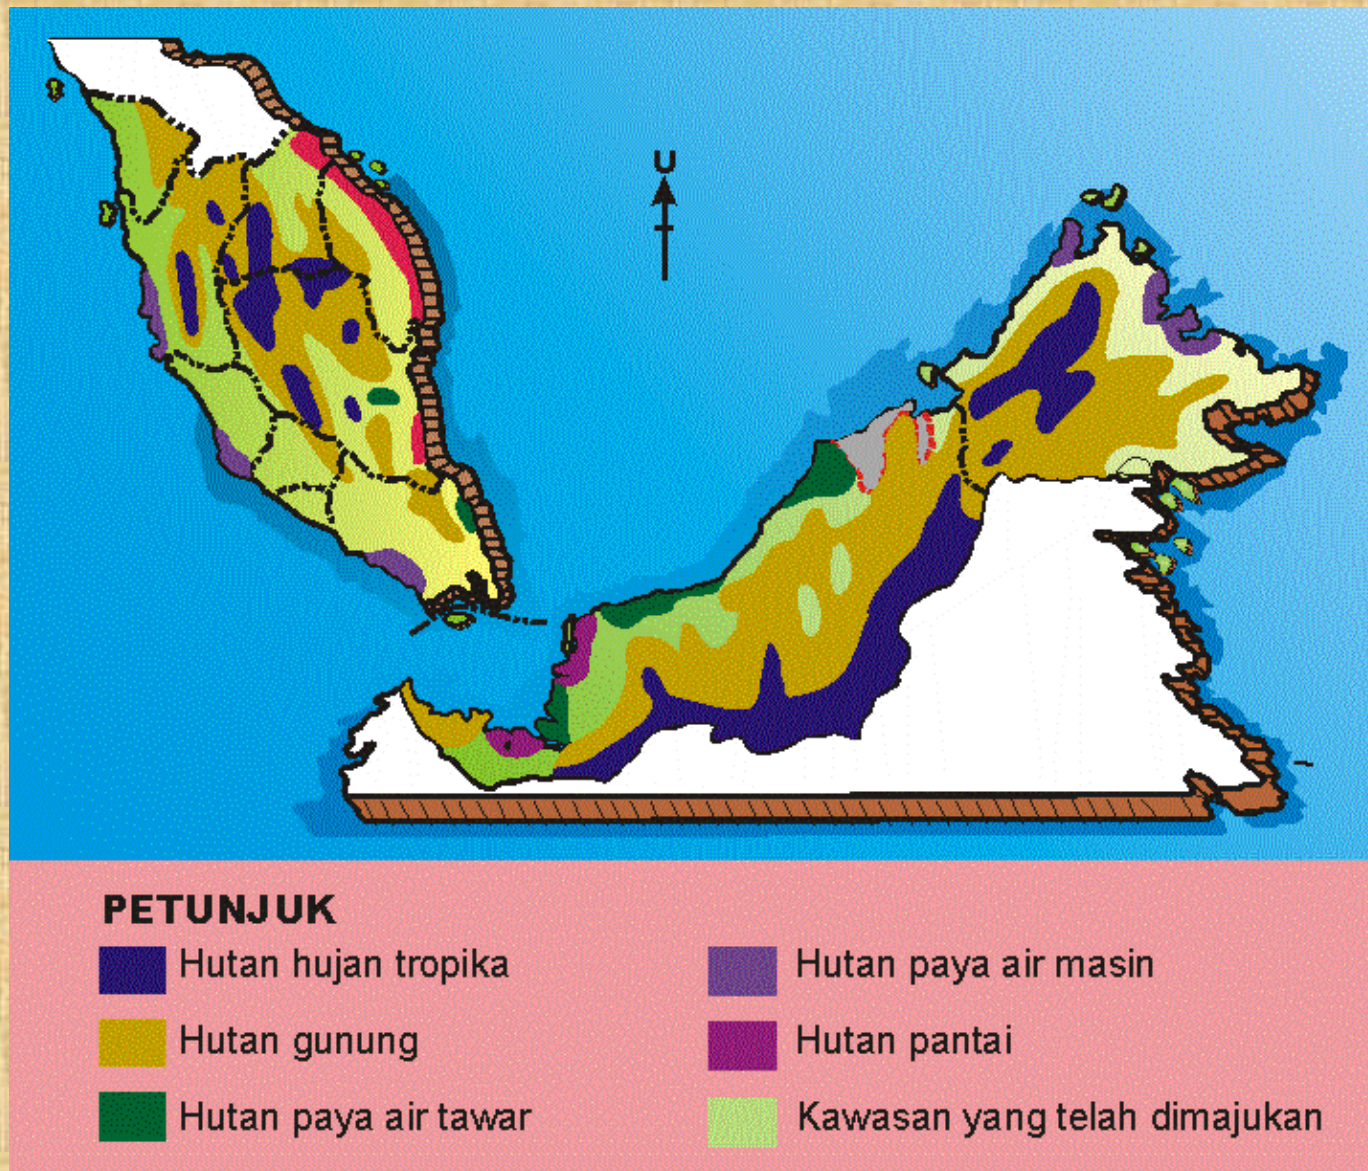 U
PETUNJUK
Hutan hujan tropika
Hutan gunung
Hutan paya air tawar
Hutan paya air masin
Hutan pantai
Kawasan yang telah dimajukan